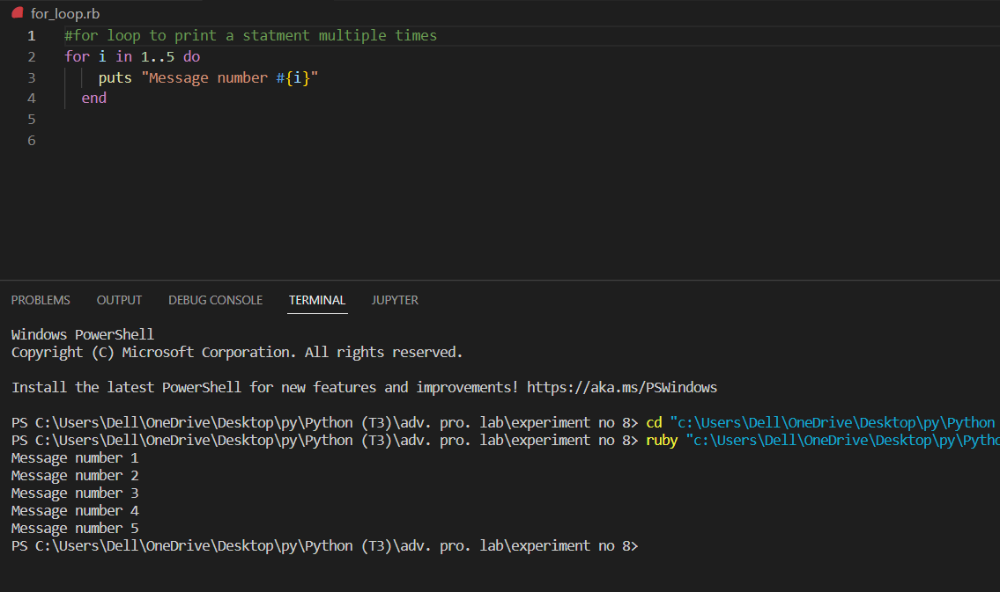 for_loop.rb
1 #for loop to print a statment multiple times
2 for i in 1..5 do
3 puts "Message number #{i}"
4 end
5
6
PROBLEMS OUTPUT DEBUG CONSOLE TERMINAL JUPYTER
Windows PowerShell
Copyright (C) Microsoft Corporation. All rights reserved.
Install the latest PowerShell for new features and improvements! https://aka.ms/PSWindows
PS C:\Users\Dell\OneDrive\Desktop\py\Python (T3)\adv. pro. lab\experiment no 8> cd "c:\Users\Dell\OneDrive\Desktop\py\Python
PS C:\Users\Dell\OneDrive\Desktop\py\Python (T3)\adv. pro. lab\experiment no 8> ruby "c:\Users\Dell\OneDrive\Desktop\py\Pytho
Message number 1
Message number 2
Message number 3
Message number 4
Message number 5
PS C:\Users\Dell\OneDrive\Desktop\py\Python (T3)\adv. pro. lab\experiment no 8>